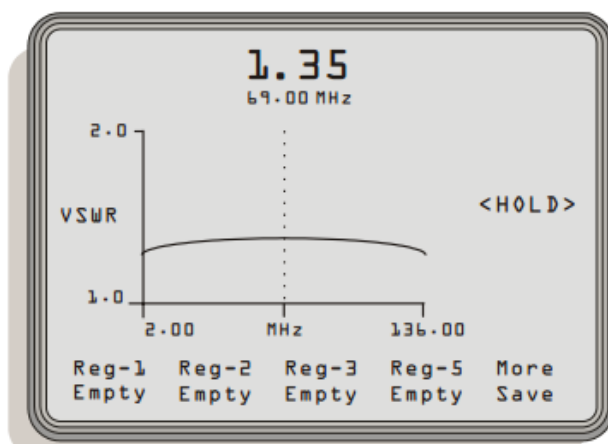 1.35
69.00 MHz
2.0
VSWR
<HOLD>
1.0
2.00 MHz 136.00
Reg-1 Reg-2 Reg-3 Reg-5 More
Empty Empty Empty Empty Save